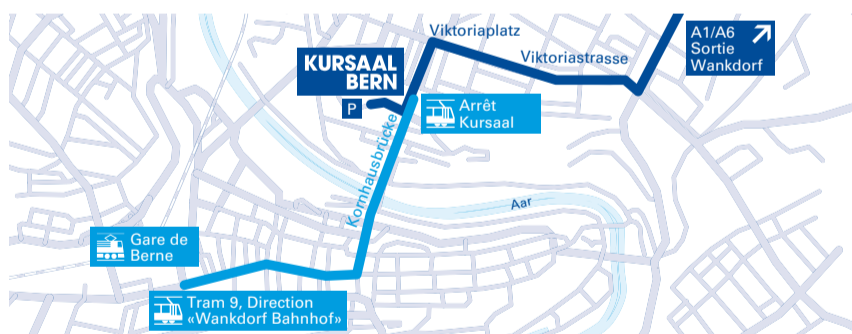 Viktoriaplatz
A1/A6
Sortie
Wankdorf
Viktoriastrasse
KURSAAL
BERN
P
Arrêt
Kursaal
Kornhausbrücke
Aar
Gare de
Berne
Tram 9, Direction
«Wankdorf Bahnhof»